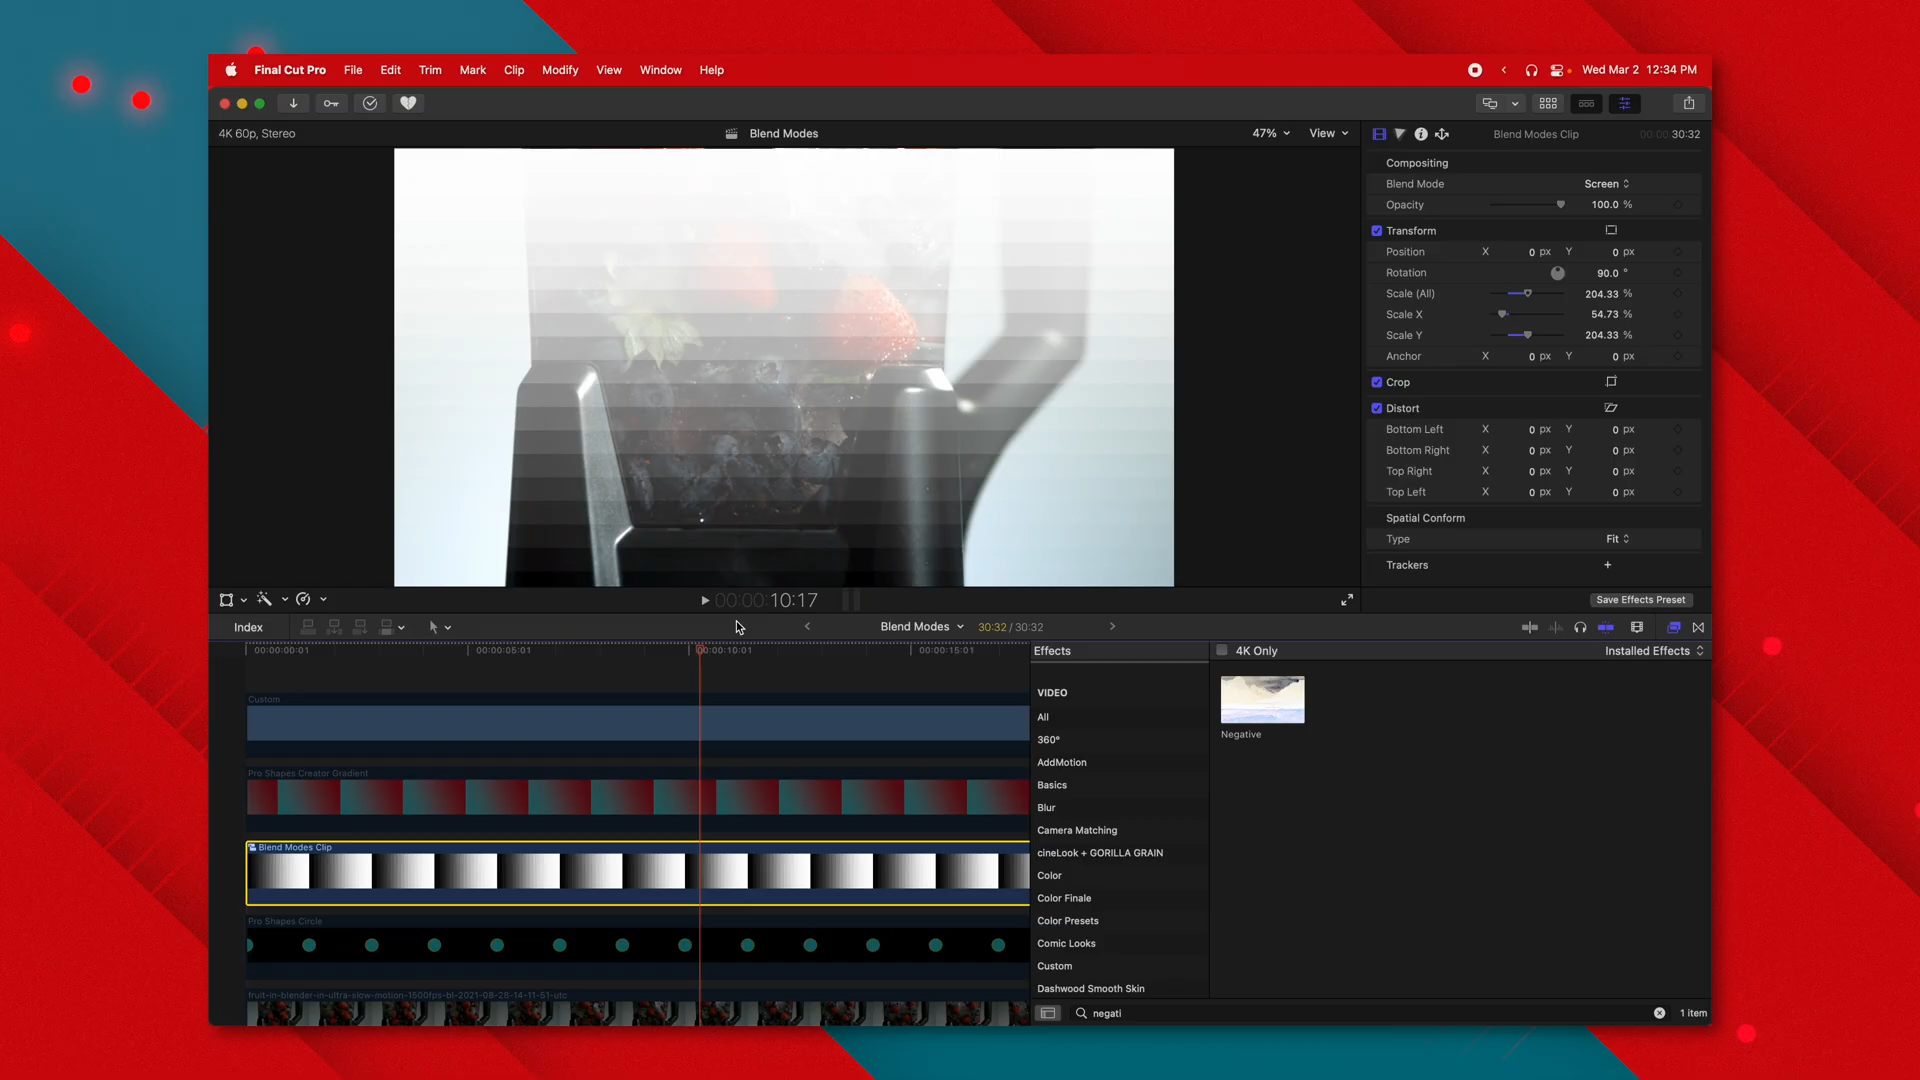 Final Cut Pro File Edit Trim Mark Clip Modify View Window Help Wed Mar 2 12:34 PM
4K 60p, Stereo Blend Modes 47% View Blend Modes Clip 00:00:30:32
Compositing
Blend Mode Screen
Opacity 100.0 %
Transform
Position X 0 px Y 0 px
Rotation 90.0 °
Scale (All) 204.33 %
Scale X 54.73 %
Scale Y 204.33 %
Anchor X 0 px Y 0 px
Crop
Distort
Bottom Left X 0 px Y 0 px
Bottom Right X 0 px Y 0 px
Top Right X 0 px Y 0 px
Top Left X 0 px Y 0 px
Spatial Conform
Type Fit
Trackers +
00:00:10:17 Save Effects Preset
Index Blend Modes 30:32 / 30:32
00:00:00:01 00:00:05:01 00:00:10:01 00:00:15:01
Custom
Pro Shapes Creator Gradient
Blend Modes Clip
Pro Shapes Circle
fruit-in-blender-in-ultra-slow-motion-1500fps-bl-2021-08-28-14-11-51-utc
Effects 4K Only Installed Effects
VIDEO
All
360°
AddMotion
Basics
Blur
Camera Matching
cineLook + GORILLA GRAIN
Color
Color Finale
Color Presets
Comic Looks
Custom
Dashwood Smooth Skin
Negative
negati 1 item